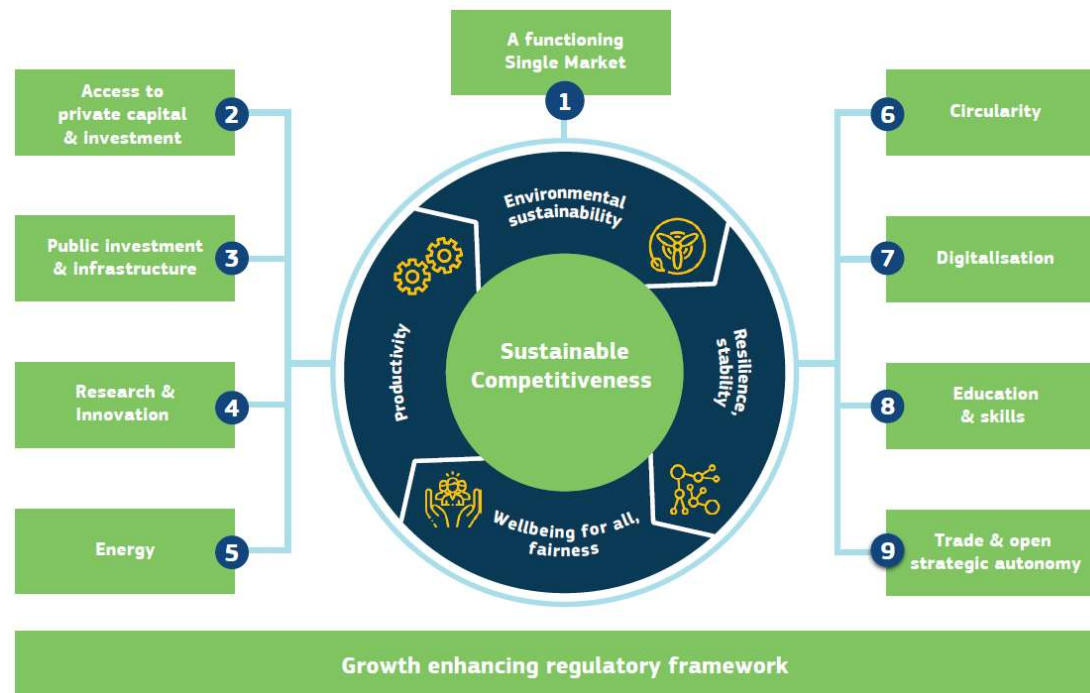 A functioning
Single Market
1
Access to
private capital
& investment
2
Public investment
& infrastructure
3
Research &
Innovation
4
Energy
5
Circularity
6
Digitalisation
7
Education
& skills
8
Trade & open
strategic autonomy
9
Environmental
sustainability
Resilience,
stability
Wellbeing for all,
fairness
Productivity
Sustainable
Competitiveness
Growth enhancing regulatory framework